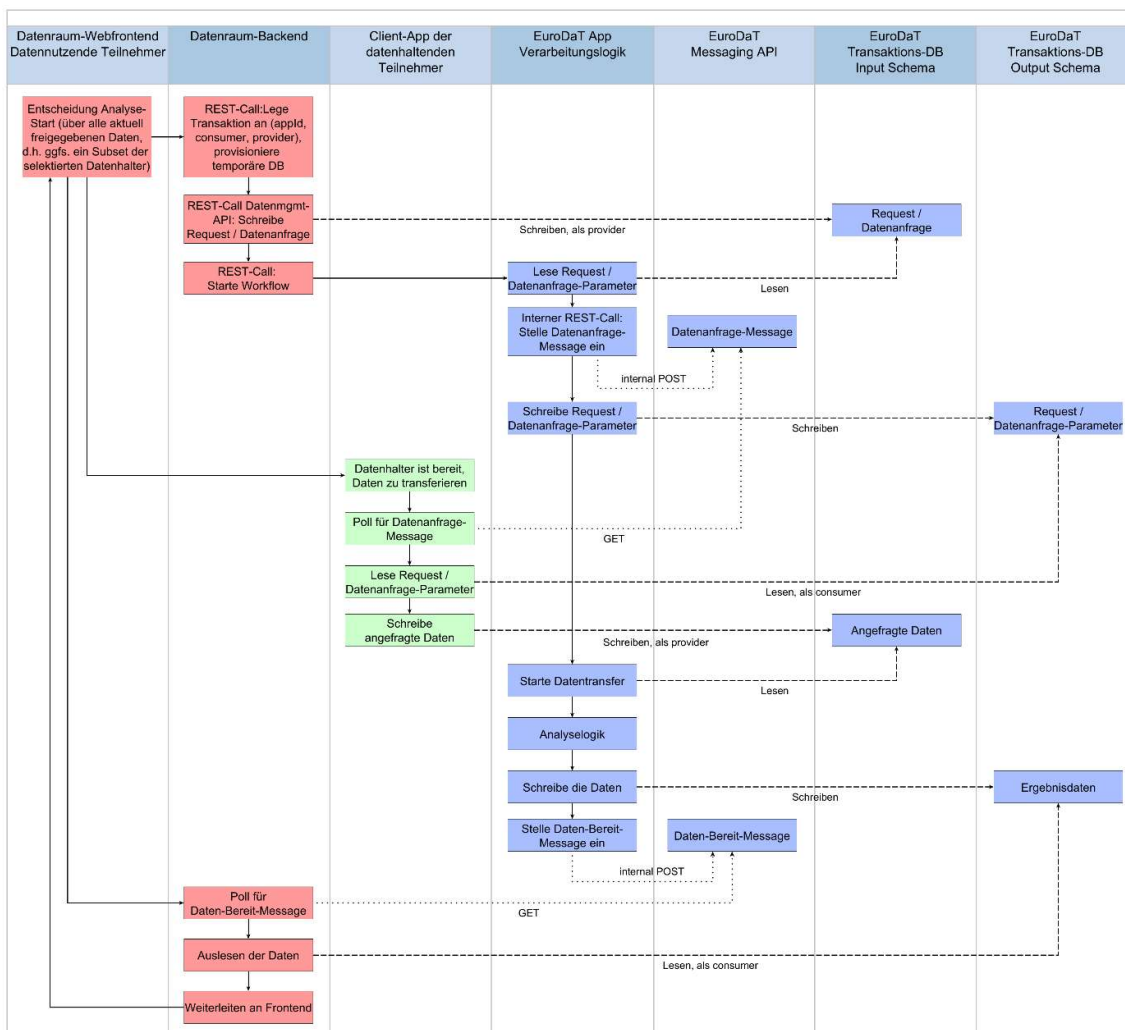 Datenraum-Webfrontend
Datennutzende Teilnehmer
Datenraum-Backend
Client-App der
datenhaltenden
Teilnehmer
EuroDaT App
Verarbeitungslogik
EuroDaT
Messaging API
EuroDaT
Transaktions-DB
Input Schema
EuroDaT
Transaktions-DB
Output Schema
Entscheidung Analyse-
Start (über alle aktuell
freigegebenen Daten,
d.h. ggfs. ein Subset der
selektierten Datenhalter)
REST-Call:Lege
Transaktion an (appId,
consumer, provider),
provisioniere
temporäre DB
REST-Call Datenmgmt-
API: Schreibe
Request / Datenanfrage
Schreiben, als provider
Request /
Datenanfrage
REST-Call:
Starte Workflow
Lese Request /
Datenanfrage-Parameter
Lesen
Interner REST-Call:
Stelle Datenanfrage-
Message ein
Datenanfrage-Message
internal POST
Schreibe Request /
Datenanfrage-Parameter
Schreiben
Request /
Datenanfrage-Parameter
Datenhalter ist bereit,
Daten zu transferieren
Poll für Datenanfrage-
Message
GET
Lese Request /
Datenanfrage-Parameter
Lesen, als consumer
Schreibe
angefragte Daten
Schreiben, als provider
Angefragte Daten
Starte Datentransfer
Lesen
Analyselogik
Schreibe die Daten
Schreiben
Ergebnisdaten
Stelle Daten-Bereit-
Message ein
Daten-Bereit-Message
internal POST
Poll für
Daten-Bereit-Message
GET
Auslesen der Daten
Lesen, als consumer
Weiterleiten an Frontend